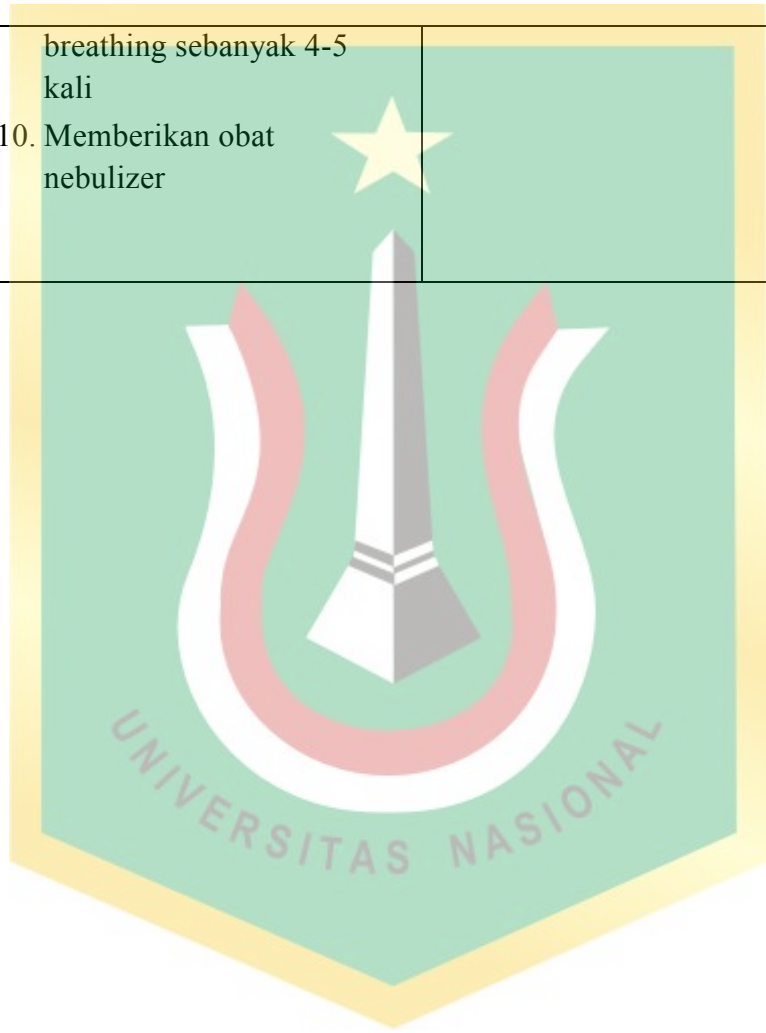 breathing sebanyak 4-5
kali
10. Memberikan obat
nebulizer
UNIVERSITAS NASIONAL